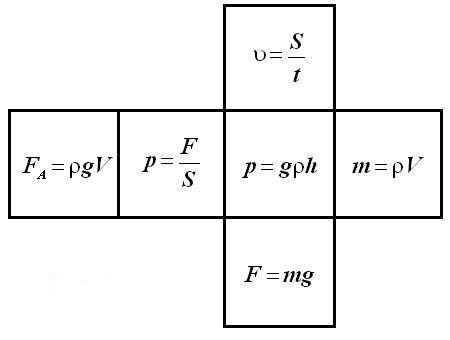 υ = S/t
F_A = ρgV
p = F/S
p = gρh
m = ρV
F = mg